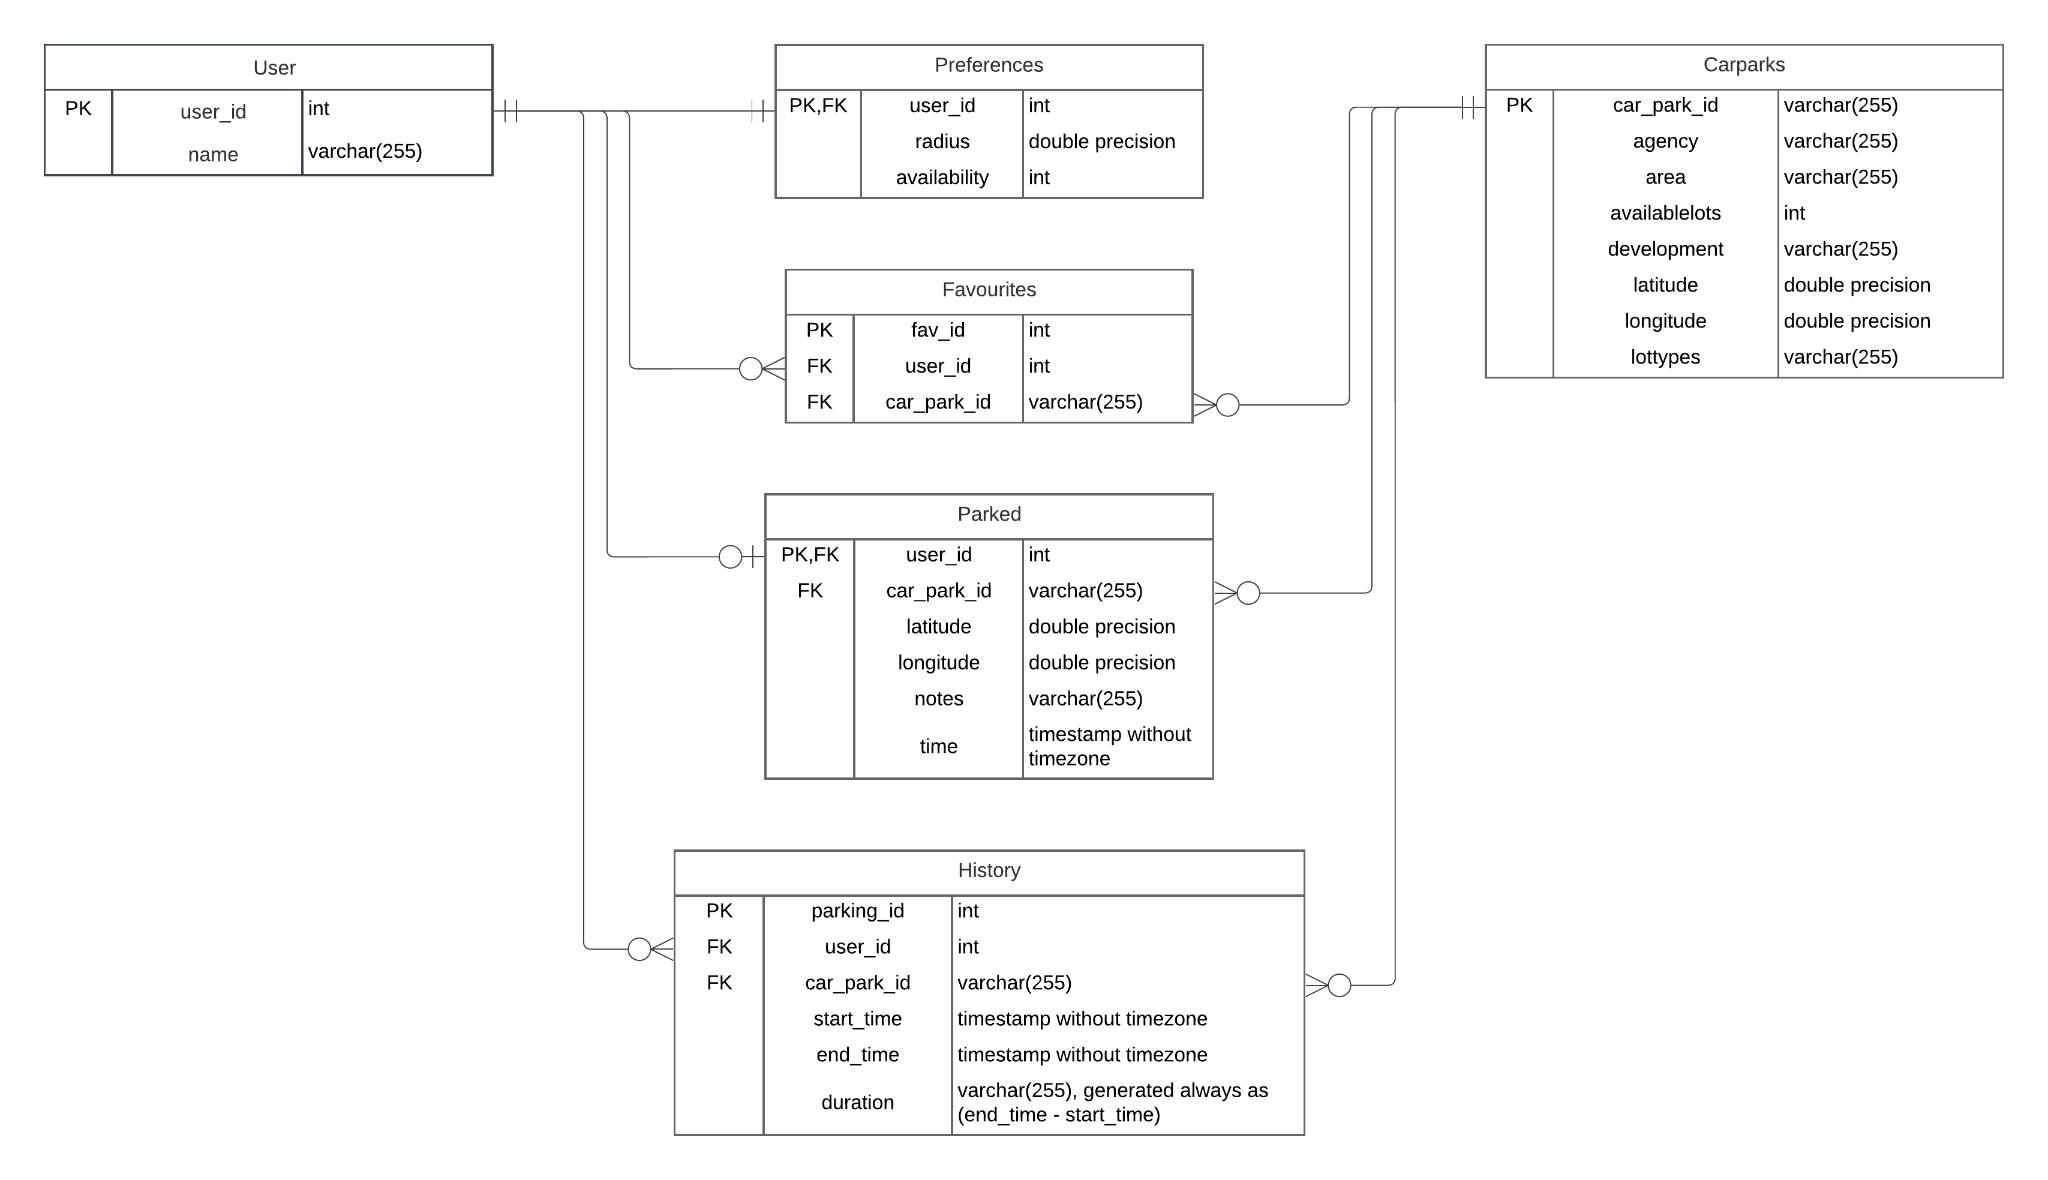 User
PK user_id int
name varchar(255)
Preferences
PK,FK user_id int
radius double precision
availability int
Carparks
PK car_park_id varchar(255)
agency varchar(255)
area varchar(255)
availablelots int
development varchar(255)
latitude double precision
longitude double precision
lottypes varchar(255)
Favourites
PK fav_id int
FK user_id int
FK car_park_id varchar(255)
Parked
PK,FK user_id int
FK car_park_id varchar(255)
latitude double precision
longitude double precision
notes varchar(255)
time timestamp without
timezone
History
PK parking_id int
FK user_id int
FK car_park_id varchar(255)
start_time timestamp without timezone
end_time timestamp without timezone
duration varchar(255), generated always as
(end_time - start_time)